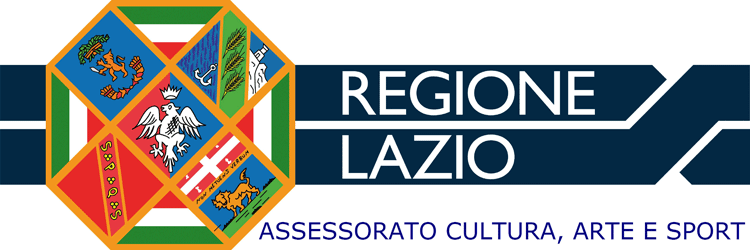 REGIONE
LAZIO
S•P•Q•S
ASSESSORATO CULTURA, ARTE E SPORT